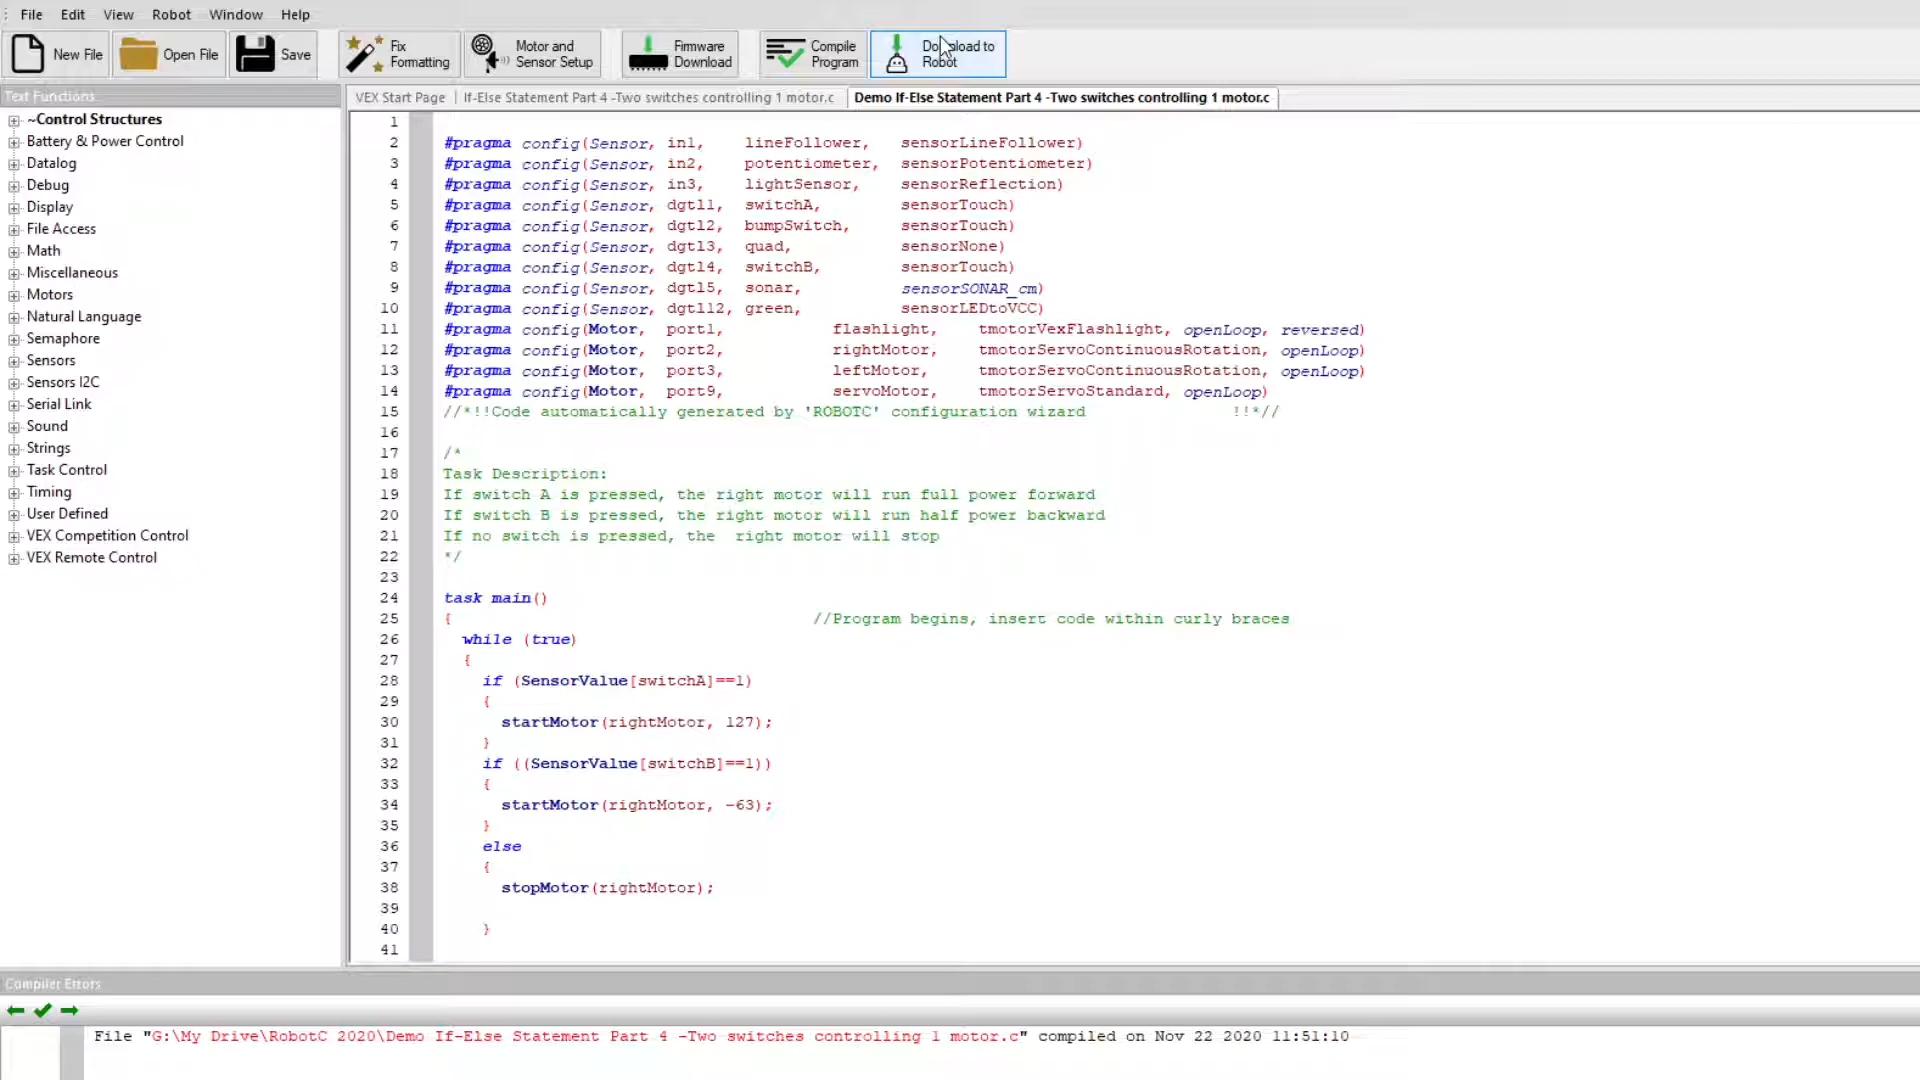 File Edit View Robot Window Help
New File Open File Save Fix Formatting Motor and Sensor Setup Firmware Download Compile Program Download to Robot
Text Functions
VEX Start Page If-Else Statement Part 4 -Two switches controlling 1 motor.c Demo If-Else Statement Part 4 -Two switches controlling 1 motor.c
~Control Structures
Battery & Power Control
Datalog
Debug
Display
File Access
Math
Miscellaneous
Motors
Natural Language
Semaphore
Sensors
Sensors I2C
Serial Link
Sound
Strings
Task Control
Timing
User Defined
VEX Competition Control
VEX Remote Control
1
2 #pragma config(Sensor, in1, lineFollower, sensorLineFollower)
3 #pragma config(Sensor, in2, potentiometer, sensorPotentiometer)
4 #pragma config(Sensor, in3, lightSensor, sensorReflection)
5 #pragma config(Sensor, dgtl1, switchA, sensorTouch)
6 #pragma config(Sensor, dgtl2, bumpSwitch, sensorTouch)
7 #pragma config(Sensor, dgtl3, quad, sensorNone)
8 #pragma config(Sensor, dgtl4, switchB, sensorTouch)
9 #pragma config(Sensor, dgtl5, sonar, sensorSONAR_cm)
10 #pragma config(Sensor, dgtl12, green, sensorLEDtoVCC)
11 #pragma config(Motor, port1, flashlight, tmotorVexFlashlight, openLoop, reversed)
12 #pragma config(Motor, port2, rightMotor, tmotorServoContinuousRotation, openLoop)
13 #pragma config(Motor, port3, leftMotor, tmotorServoContinuousRotation, openLoop)
14 #pragma config(Motor, port9, servoMotor, tmotorServoStandard, openLoop)
15 //*!!Code automatically generated by 'ROBOTC' configuration wizard !!*//
16
17 /*
18 Task Description:
19 If switch A is pressed, the right motor will run full power forward
20 If switch B is pressed, the right motor will run half power backward
21 If no switch is pressed, the right motor will stop
22 */
23
24 task main()
25 { //Program begins, insert code within curly braces
26 while (true)
27 {
28 if (SensorValue[switchA]==1)
29 {
30 startMotor(rightMotor, 127);
31 }
32 if ((SensorValue[switchB]==1))
33 {
34 startMotor(rightMotor, -63);
35 }
36 else
37 {
38 stopMotor(rightMotor);
39
40 }
41
Compiler Errors
File "G:\My Drive\RobotC 2020\Demo If-Else Statement Part 4 -Two switches controlling 1 motor.c" compiled on Nov 22 2020 11:51:10